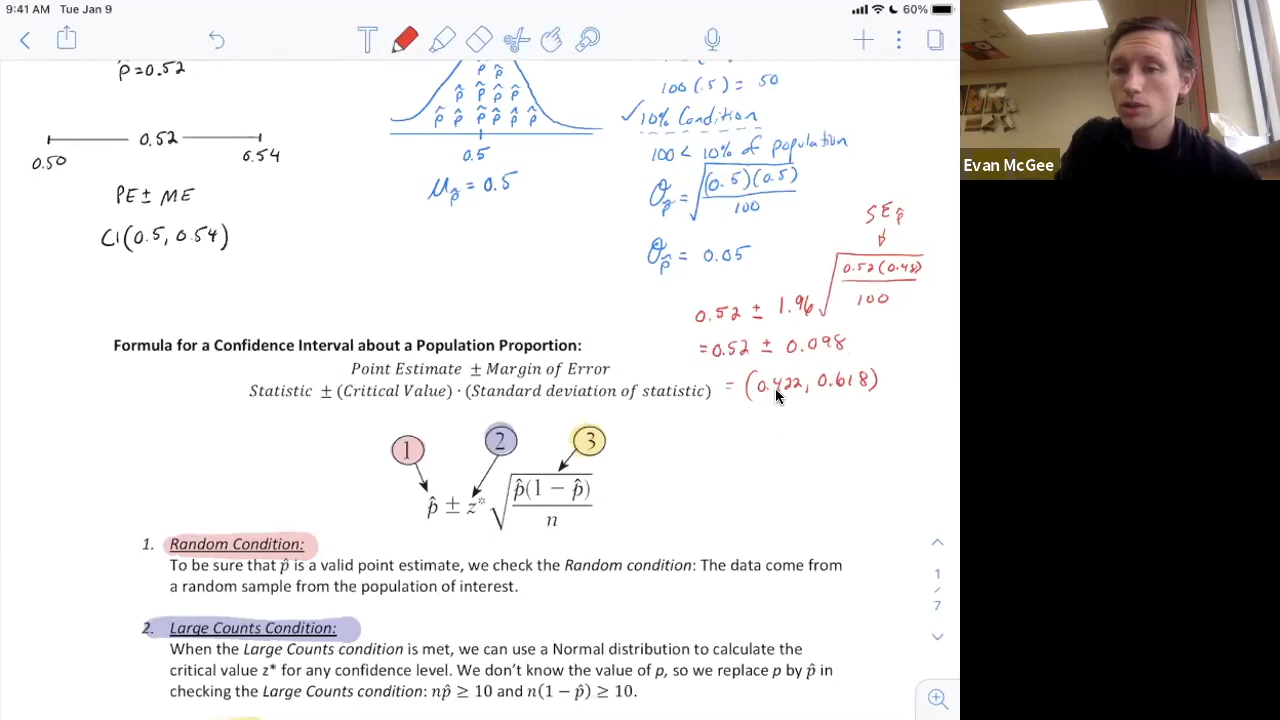 9:41 AM Tue Jan 9
60%
p̂ = 0.52
0.52
0.50 0.54
PE ± ME
CI (0.5, 0.54)
p̂ p̂
p̂ p̂ p̂ p̂
p̂ p̂ p̂ p̂ p̂ p̂
0.5
μp̂ = 0.5
100 (.5) = 50
✓ 10% Condition
100 < 10% of population
σp̂ = √(0.5)(0.5)
100
σp̂ = 0.05
SEp̂
0.52 ± 1.96 √0.52(0.48)
100
= 0.52 ± 0.098
= (0.422, 0.618)
Formula for a Confidence Interval about a Population Proportion:
Point Estimate ± Margin of Error
Statistic ± (Critical Value) · (Standard deviation of statistic)
1 2 3
p̂ ± z* √p̂(1 − p̂)
n
1. Random Condition:
To be sure that p̂ is a valid point estimate, we check the Random condition: The data come from
a random sample from the population of interest.
2. Large Counts Condition:
When the Large Counts condition is met, we can use a Normal distribution to calculate the
critical value z* for any confidence level. We don't know the value of p, so we replace p by p̂ in
checking the Large Counts condition: np̂ ≥ 10 and n(1 − p̂) ≥ 10.
1
/
7
Evan McGee